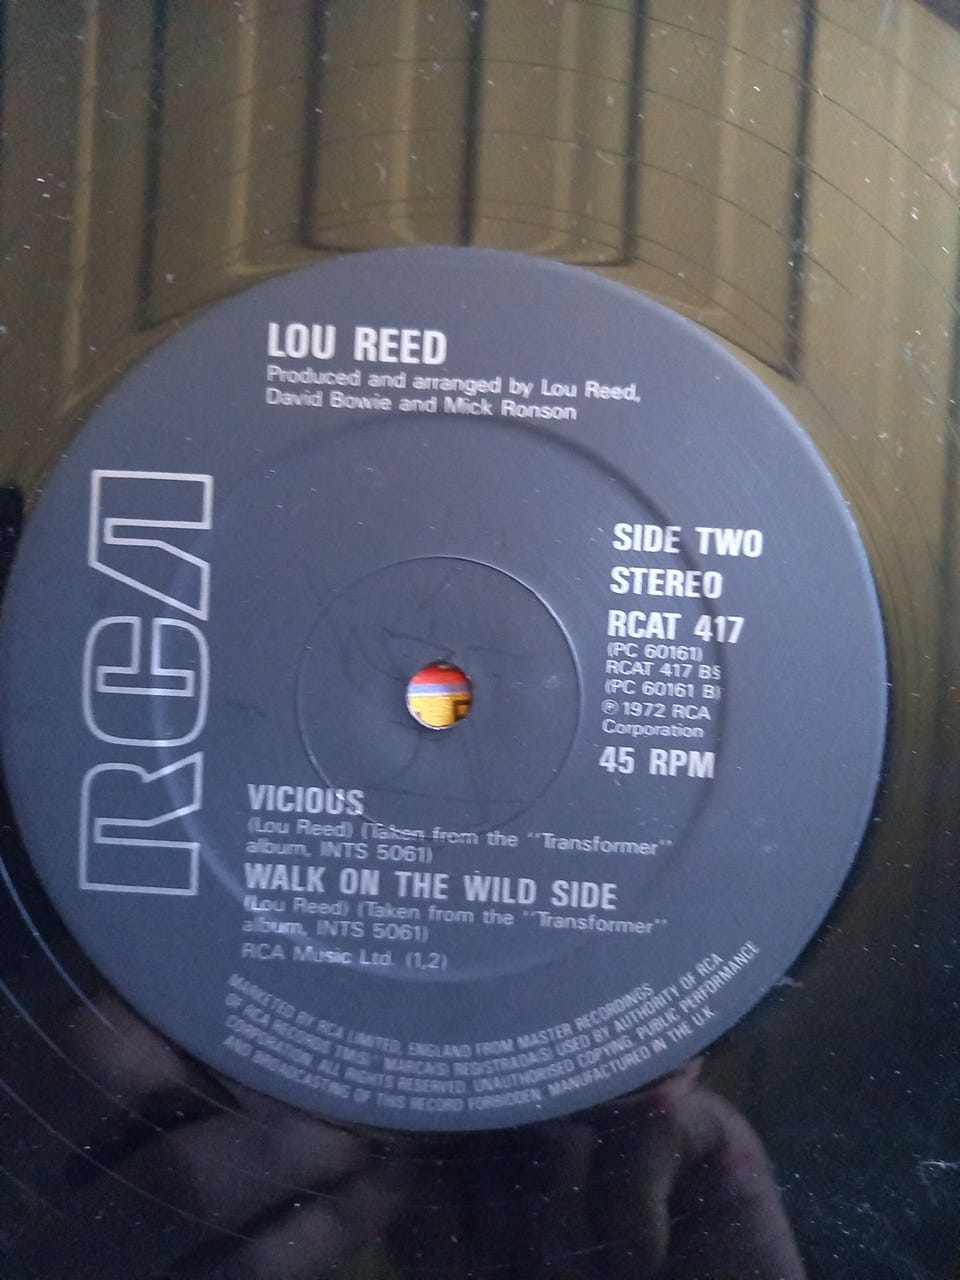 LOU REED
Produced and arranged by Lou Reed,
David Bowie and Mick Ronson
RCA
SIDE TWO
STEREO
RCAT 417
(PC 60161)
RCAT 417 B§
(PC 60161 B)
℗ 1972 RCA
Corporation
45 RPM
VICIOUS
(Lou Reed) (Taken from the "Transformer"
album, INTS 5061)
WALK ON THE WILD SIDE
(Lou Reed) (Taken from the "Transformer"
album, INTS 5061)
RCA Music Ltd. (1,2)
MARKETED BY RCA LIMITED, ENGLAND FROM MASTER RECORDINGS
OF RCA RECORDS TM(S) MARCA(S) REGISTRADA(S) USED BY AUTHORITY OF RCA
CORPORATION, ALL RIGHTS RESERVED. UNAUTHORISED COPYING, PUBLIC PERFORMANCE
AND BROADCASTING OF THIS RECORD FORBIDDEN. MANUFACTURED IN THE U.K